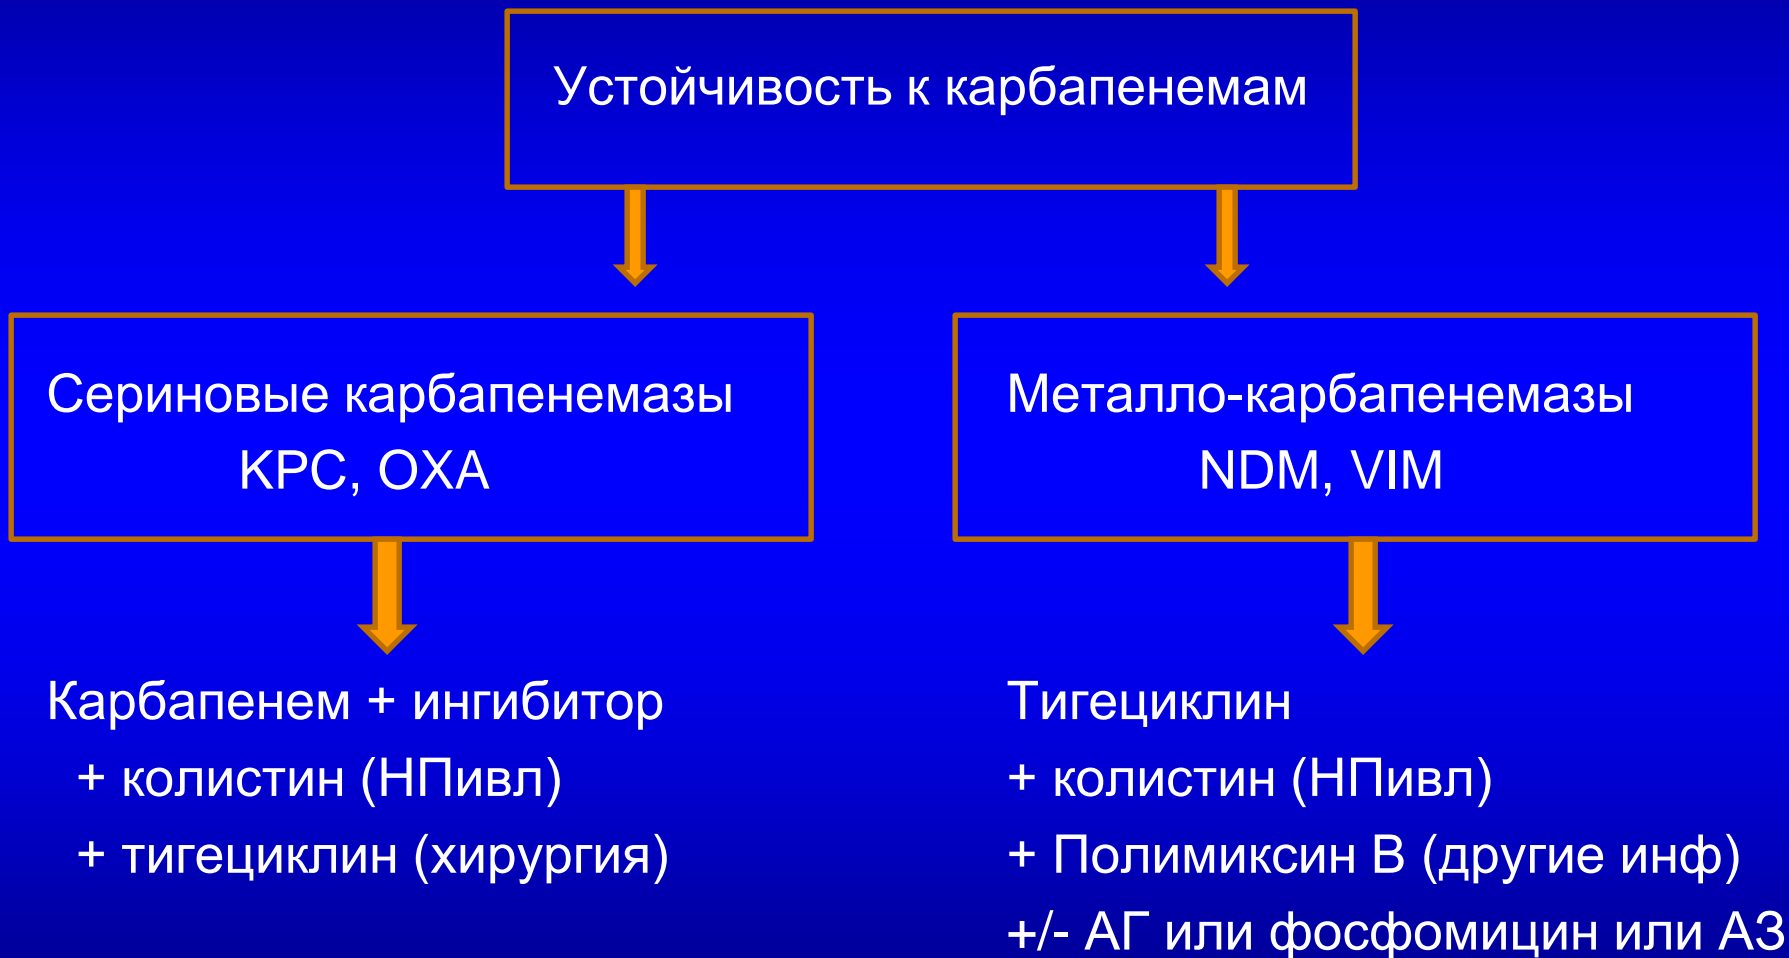 Устойчивость к карбапенемам
Сериновые карбапенемазы
KPC, OXA
Металло-карбапенемазы
NDM, VIM
Карбапенем + ингибитор
+ колистин (НПивл)
+ тигециклин (хирургия)
Тигециклин
+ колистин (НПивл)
+ Полимиксин В (другие инф)
+/- АГ или фосфомицин или АЗ